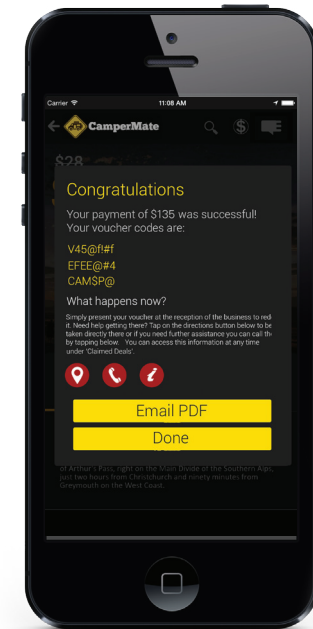 Carrier 11:08 AM
CamperMate
$28
Congratulations
Your payment of $135 was successful!
Your voucher codes are:
V45@f!#f
EFEE@#4
CAM$P@
What happens now?
Simply present your voucher at the reception of the business to rede
it. Need help getting there? Tap on the directions button below to be
taken directly there or if you need further assistance you can call the
by tapping below. You can access this information at any time
under 'Claimed Deals'.
Email PDF
Done
of Arthur's Pass, right on the Main Divide of the Southern Alps,
just two hours from Christchurch and ninety minutes from
Greymouth on the West Coast.